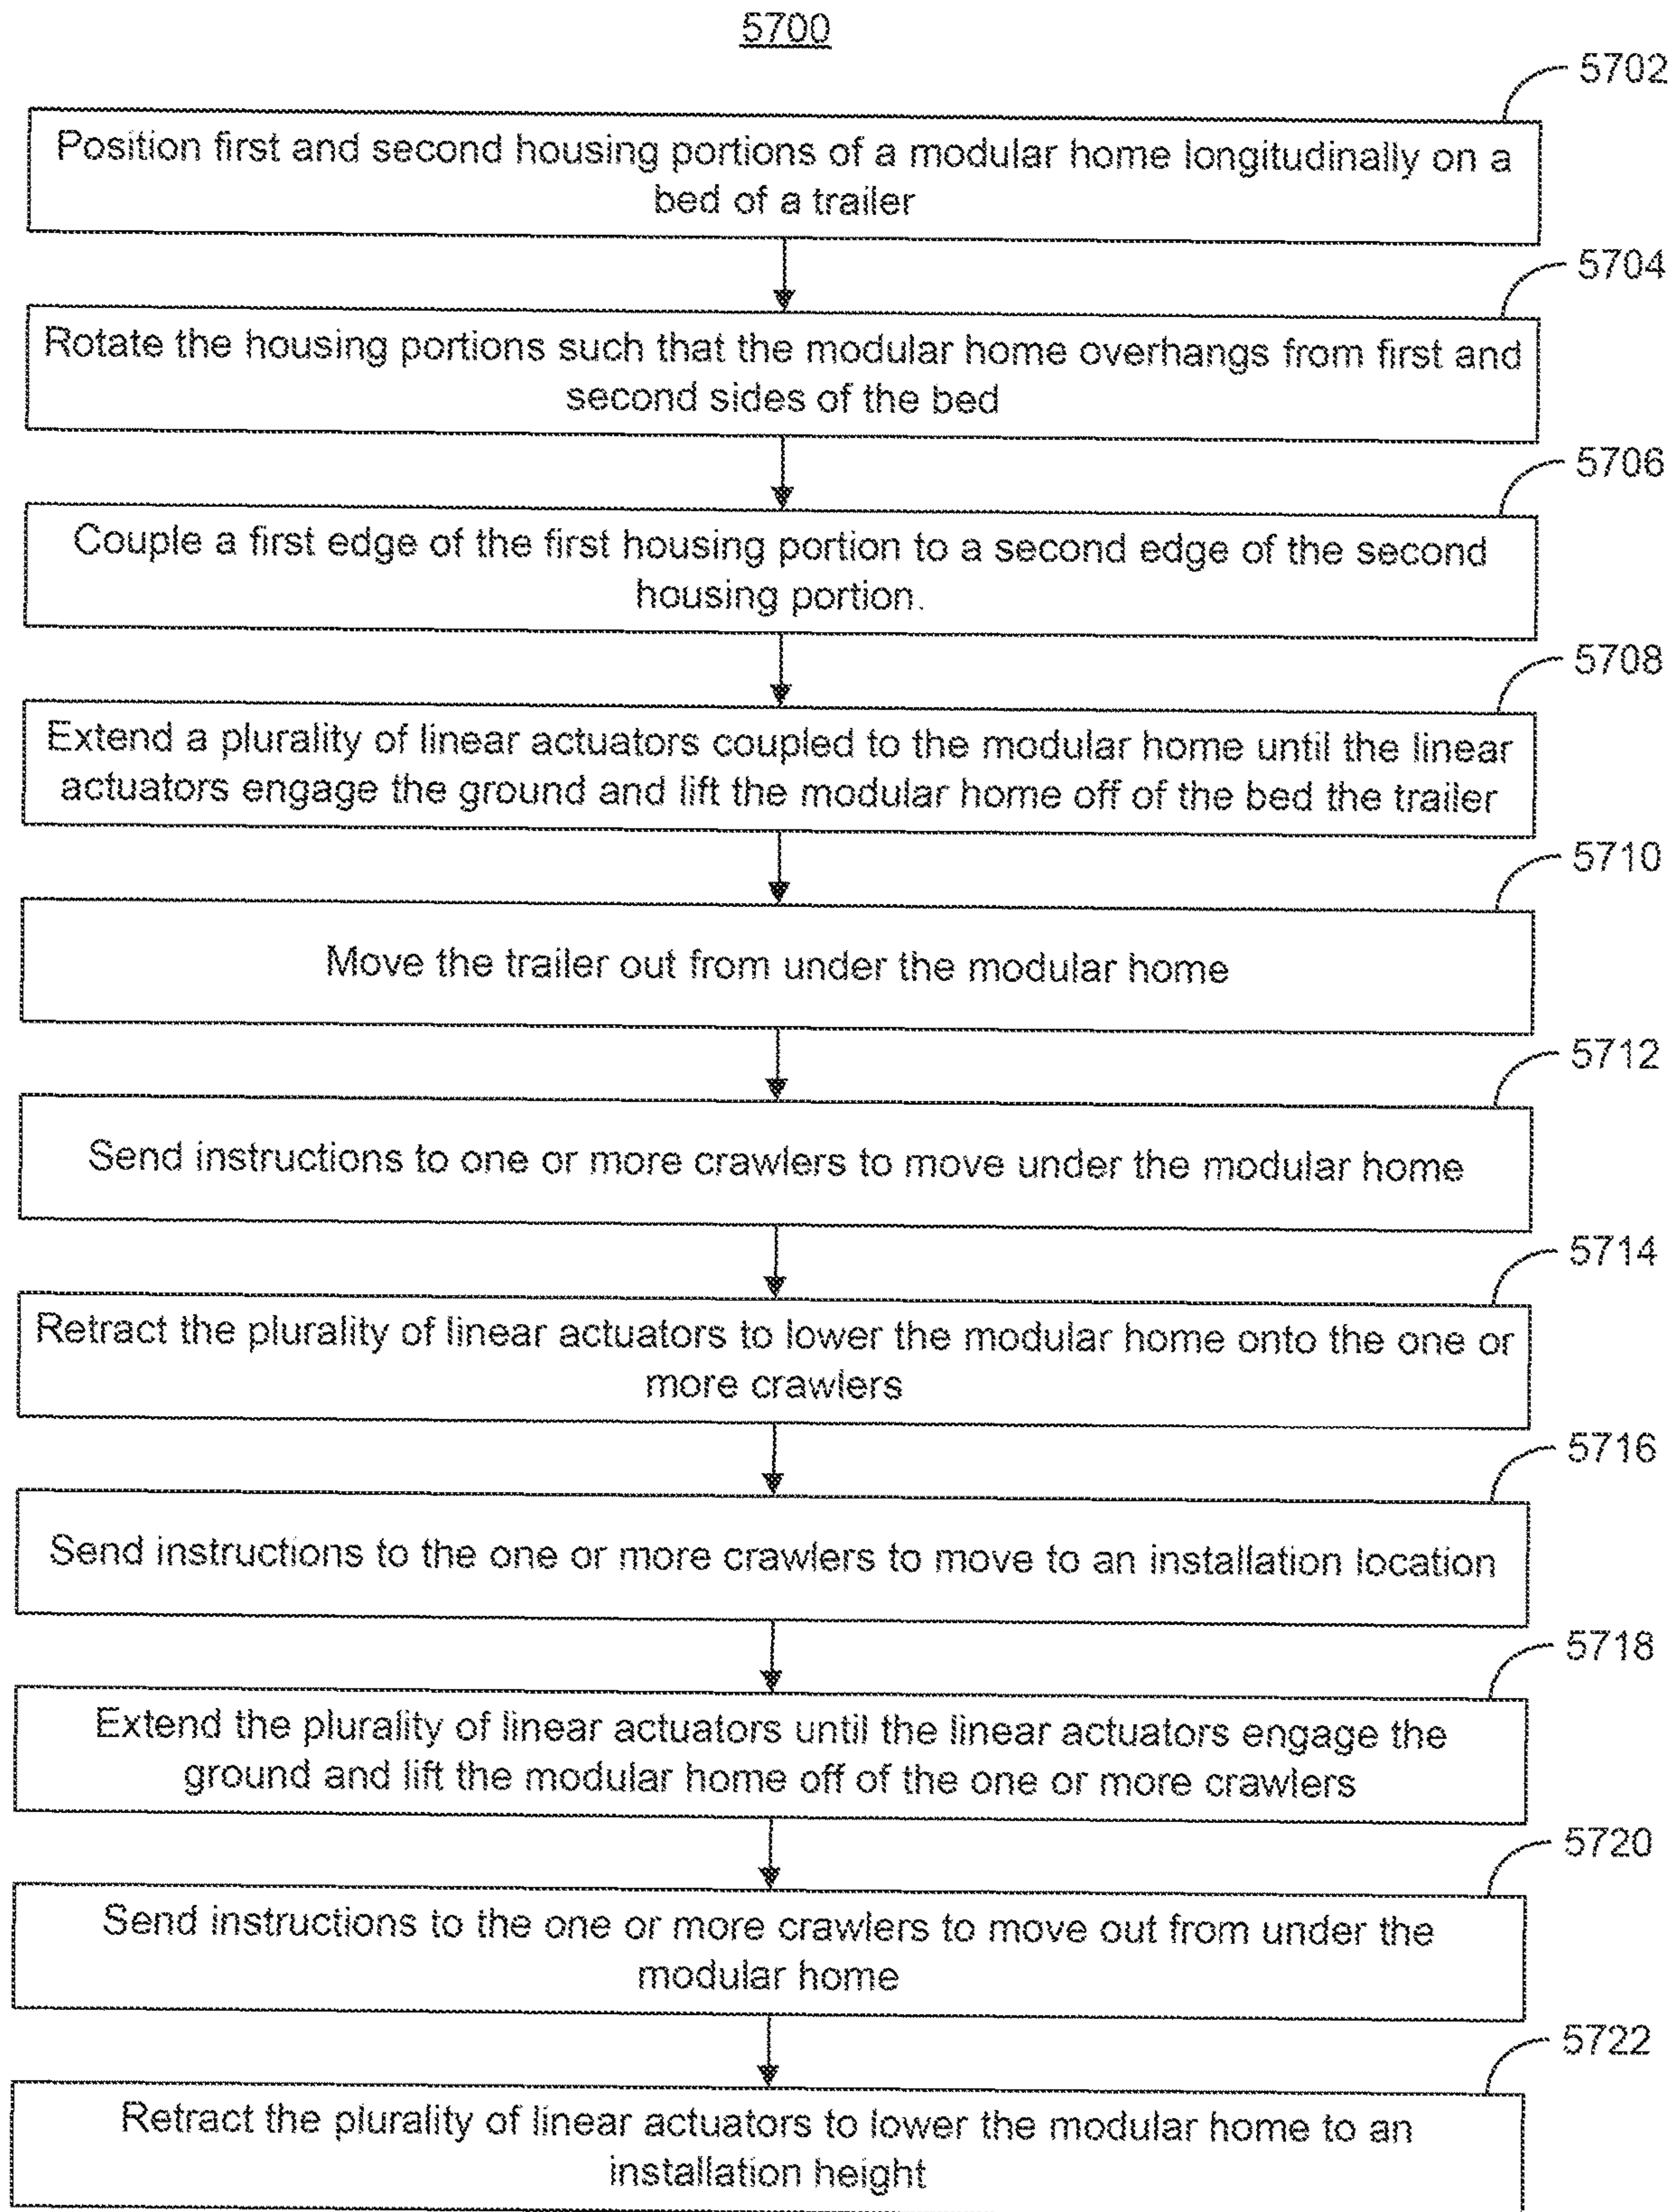 5700
5702
Position first and second housing portions of a modular home longitudinally on a
bed of a trailer
5704
Rotate the housing portions such that the modular home overhangs from first and
second sides of the bed
5706
Couple a first edge of the first housing portion to a second edge of the second
housing portion.
5708
Extend a plurality of linear actuators coupled to the modular home until the linear
actuators engage the ground and lift the modular home off of the bed the trailer
5710
Move the trailer out from under the modular home
5712
Send instructions to one or more crawlers to move under the modular home
5714
Retract the plurality of linear actuators to lower the modular home onto the one or
more crawlers
5716
Send instructions to the one or more crawlers to move to an installation location
5718
Extend the plurality of linear actuators until the linear actuators engage the
ground and lift the modular home off of the one or more crawlers
5720
Send instructions to the one or more crawlers to move out from under the
modular home
5722
Retract the plurality of linear actuators to lower the modular home to an
installation height